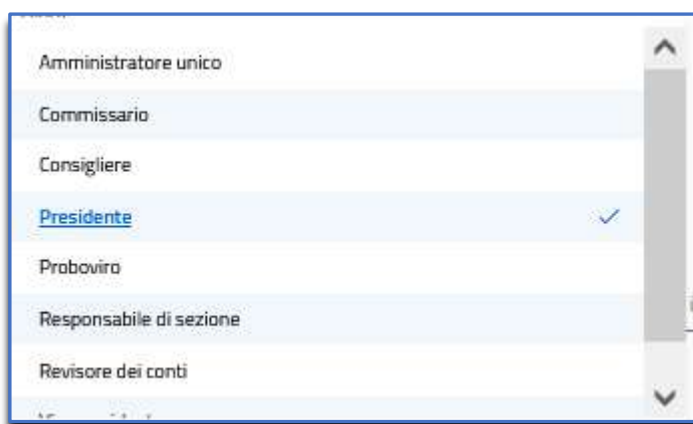 Amministratore unico
Commissario
Consigliere
Presidente
Proboviro
Responsabile di sezione
Revisore dei conti